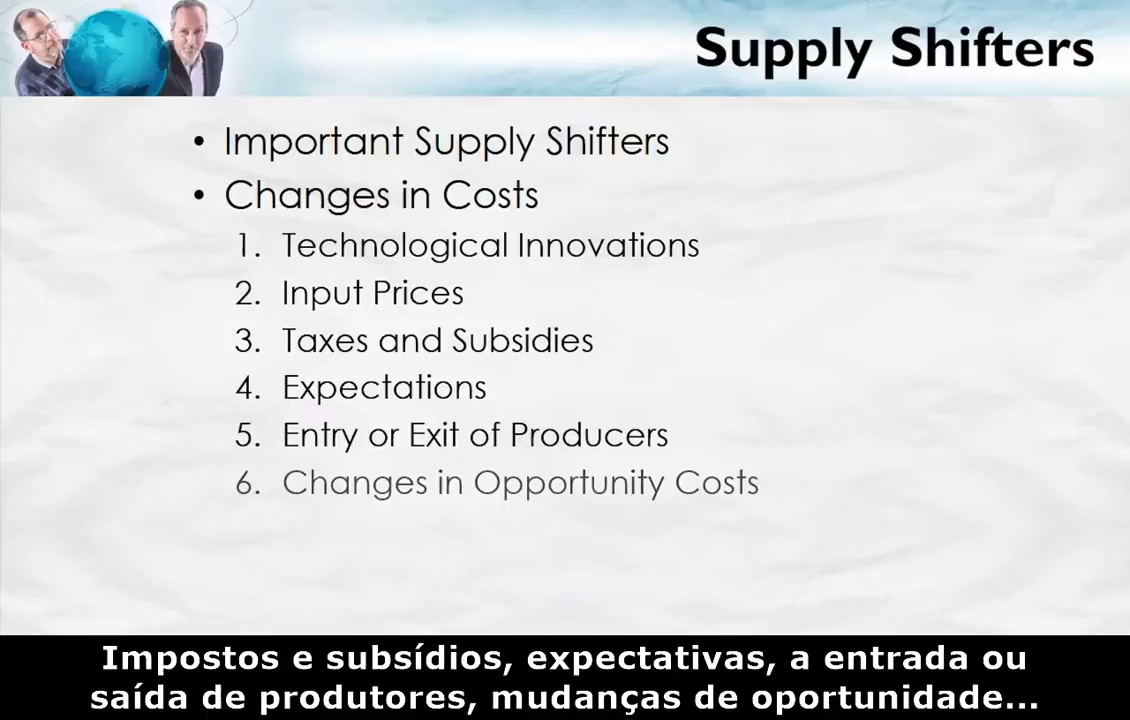 Supply Shifters
• Important Supply Shifters
• Changes in Costs
1. Technological Innovations
2. Input Prices
3. Taxes and Subsidies
4. Expectations
5. Entry or Exit of Producers
6. Changes in Opportunity Costs
Impostos e subsídios, expectativas, a entrada ou
saída de produtores, mudanças de oportunidade...